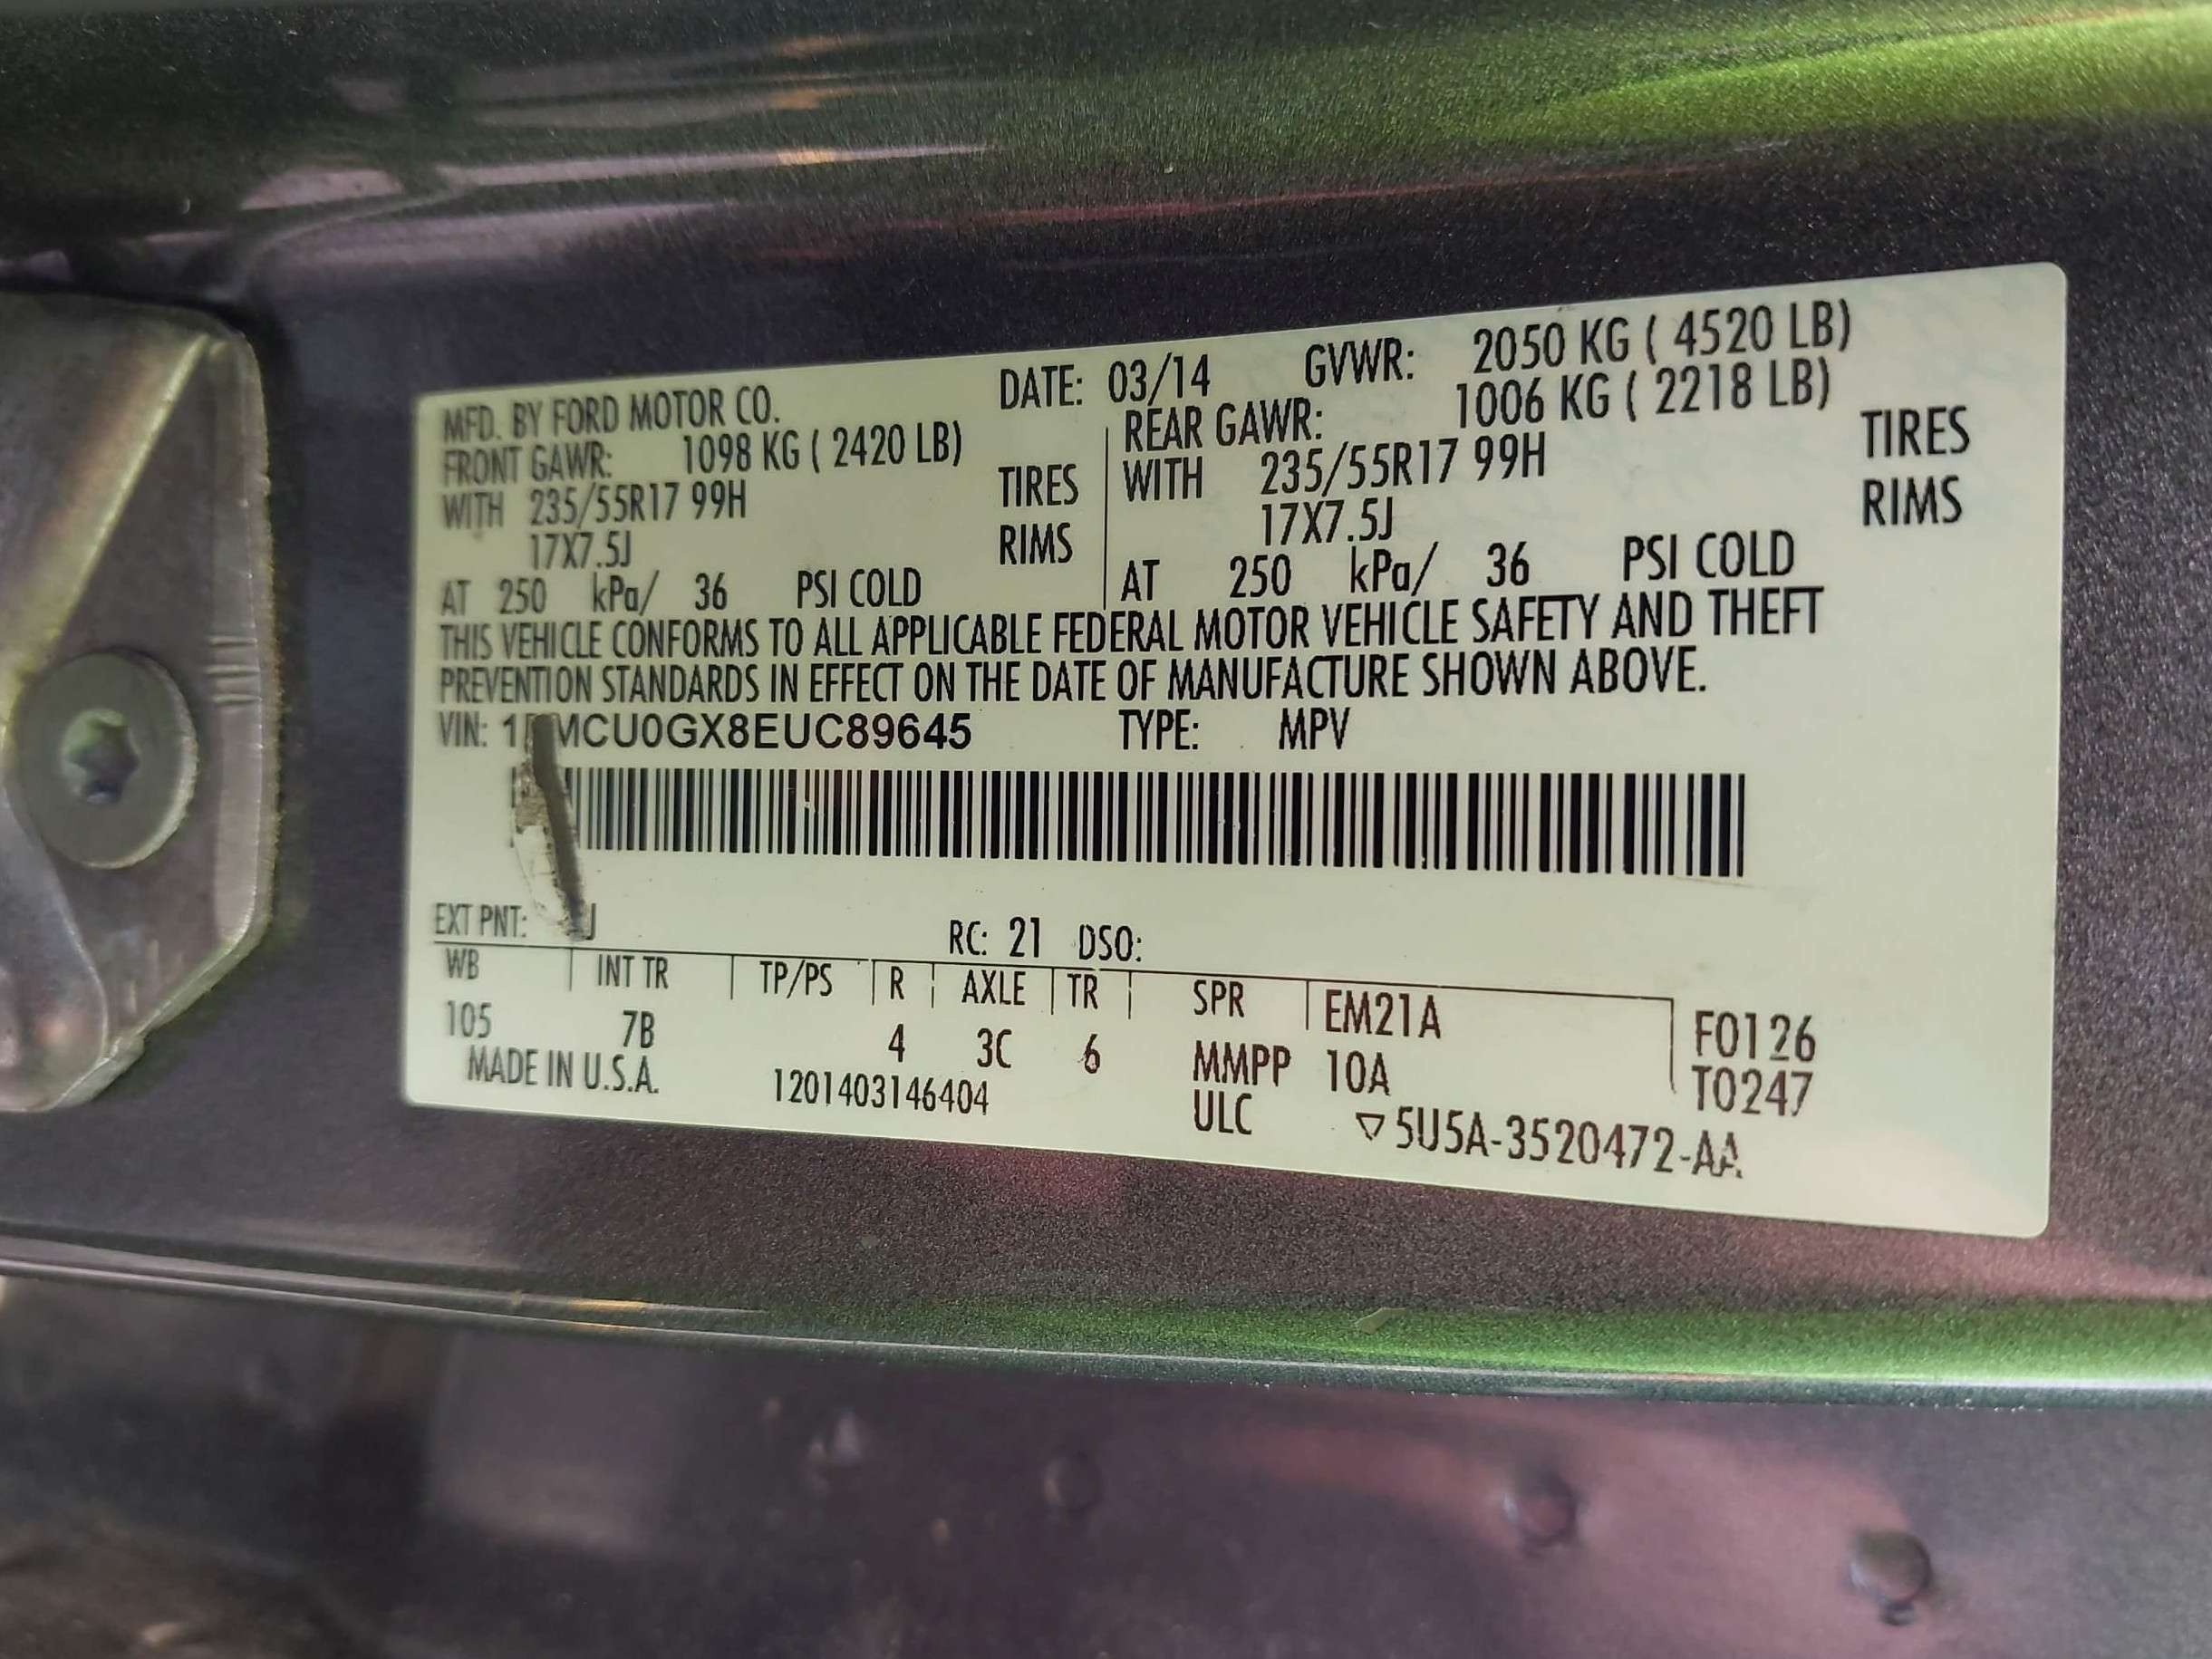 MFD. BY FORD MOTOR CO. DATE: 03/14 GVWR: 2050 KG ( 4520 LB)
FRONT GAWR: 1098 KG ( 2420 LB) REAR GAWR: 1006 KG ( 2218 LB)
WITH 235/55R17 99H TIRES WITH 235/55R17 99H TIRES
17X7.5J RIMS 17X7.5J RIMS
AT 250 kPa/ 36 PSI COLD AT 250 kPa/ 36 PSI COLD
THIS VEHICLE CONFORMS TO ALL APPLICABLE FEDERAL MOTOR VEHICLE SAFETY AND THEFT
PREVENTION STANDARDS IN EFFECT ON THE DATE OF MANUFACTURE SHOWN ABOVE.
VIN: TYPE: MPV
EXT PNT: RC: 21 DSO:
WB INT TR TP/PS R AXLE TR SPR EM21A F0126
105 7B 4 3C 6 MMPP 10A T0247
MADE IN U.S.A. 1201403146404 ULC ▽5U5A-3520472-AA